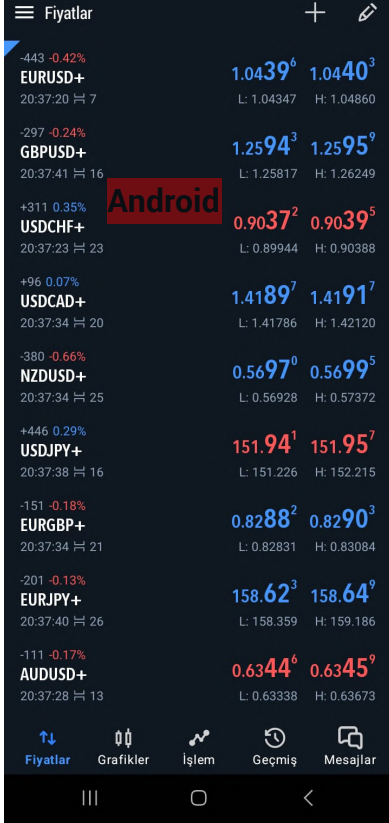 Fiyatlar
-443 -0.42%
EURUSD+
1.04396 1.04403
20:37:20 7
L: 1.04347 H: 1.04860
-297 -0.24%
GBPUSD+
1.25943 1.25959
20:37:41 16
L: 1.25817 H: 1.26249
Android
+311 0.35%
USDCHF+
0.90372 0.90395
20:37:23 23
L: 0.89944 H: 0.90388
+96 0.07%
USDCAD+
1.41897 1.41917
20:37:34 20
L: 1.41786 H: 1.42120
-380 -0.66%
NZDUSD+
0.56970 0.56995
20:37:34 25
L: 0.56928 H: 0.57372
+446 0.29%
USDJPY+
151.941 151.957
20:37:38 16
L: 151.226 H: 152.215
-151 -0.18%
EURGBP+
0.82882 0.82903
20:37:34 21
L: 0.82831 H: 0.83084
-201 -0.13%
EURJPY+
158.623 158.649
20:37:40 26
L: 158.359 H: 159.186
-111 -0.17%
AUDUSD+
0.63446 0.63459
20:37:28 13
L: 0.63338 H: 0.63673
Fiyatlar Grafikler İşlem Geçmiş Mesajlar